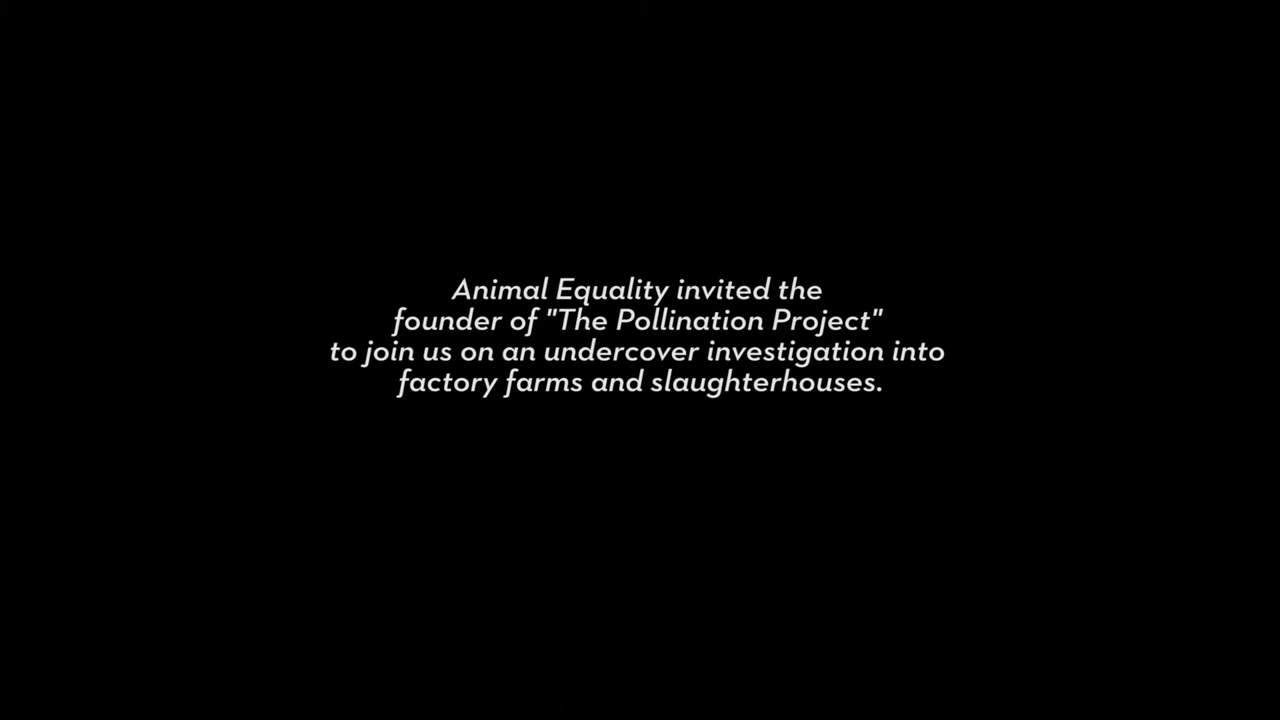 Animal Equality invited the
founder of "The Pollination Project"
to join us on an undercover investigation into
factory farms and slaughterhouses.